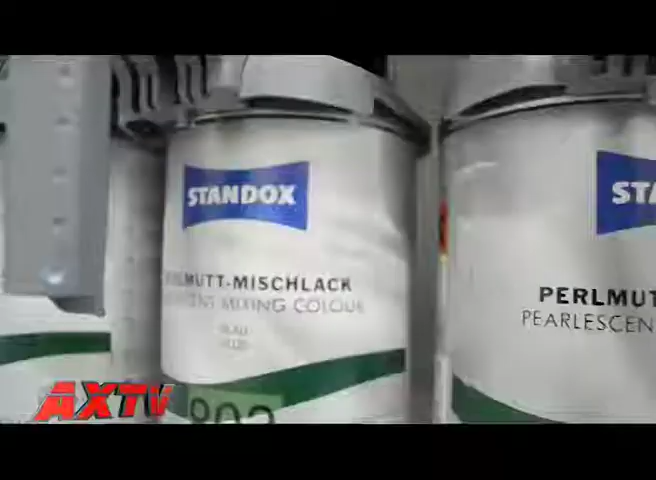 STANDOX
PERLMUTT-MISCHLACK
MIXING COLOUR
STA
PERLMUT
PEARLESCEN
AXTV